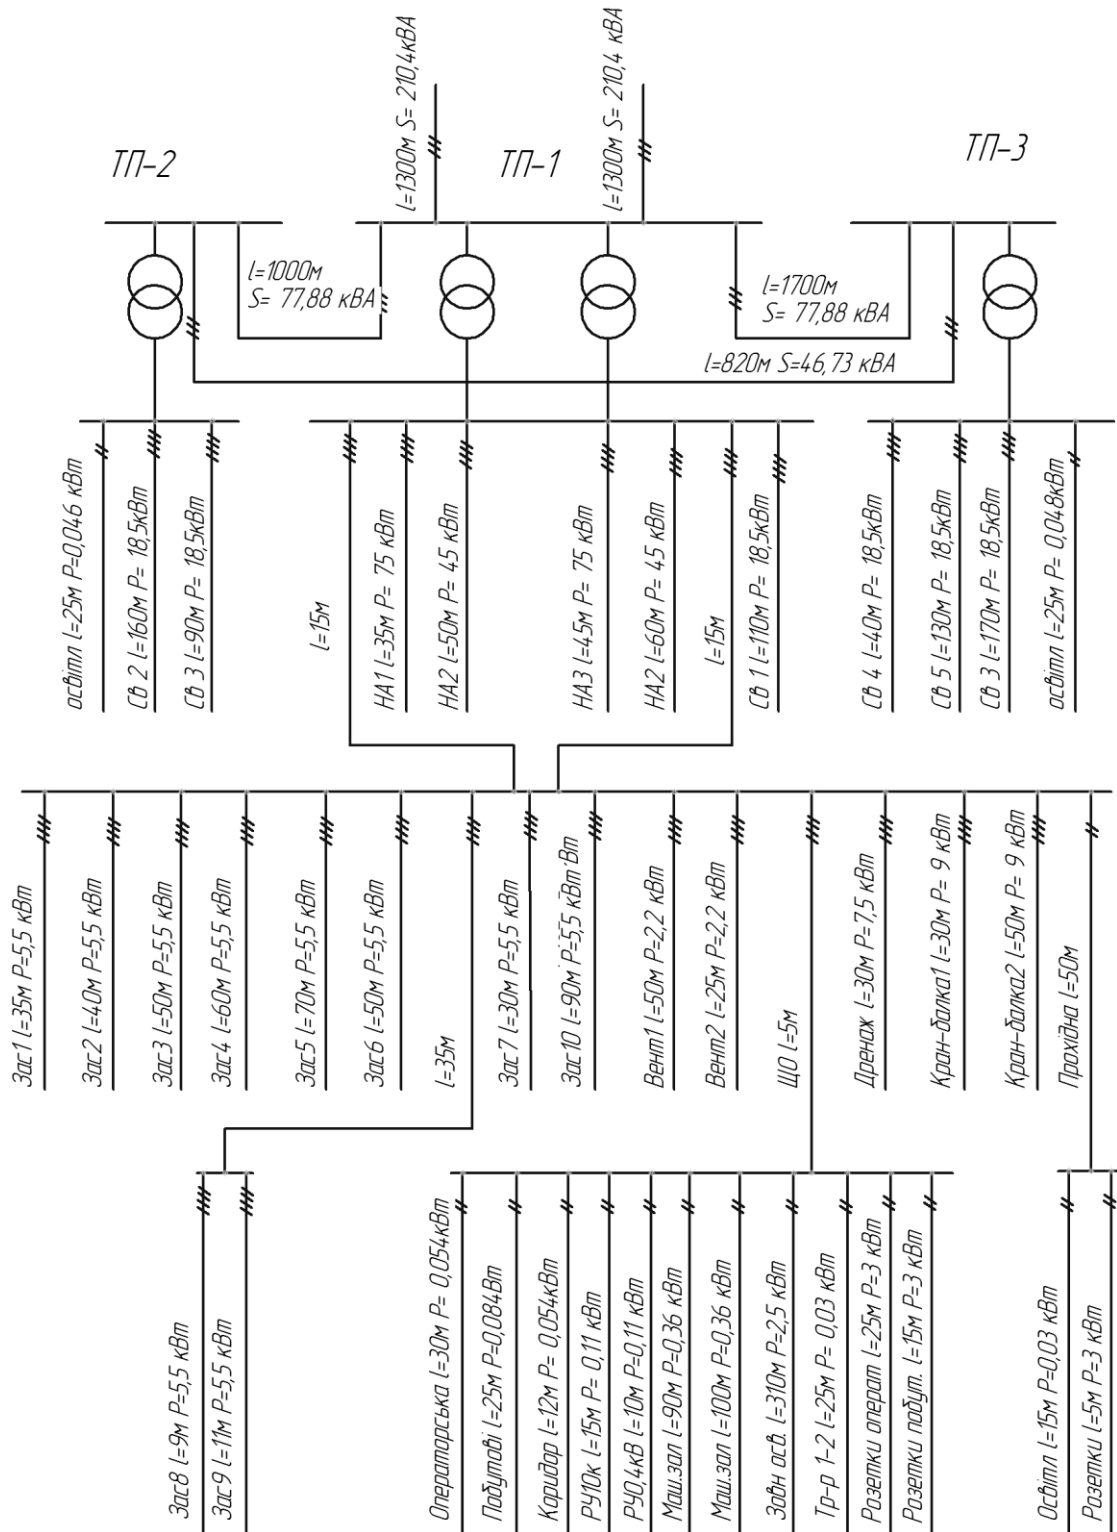 l=1300м S= 210,4кВА
l=1300м S= 210,4 кВА
ТП-2
ТП-1
ТП-3
l=1000м
S= 77,88 кВА
l=1700м
S= 77,88 кВА
l=820м S=46,73 кВА
освітл l=25м P=0,046 кВт
Св 2 l=160м P= 18,5кВт
Св 3 l=90м P= 18,5кВт
l=15м
НА1 l=35м P= 75 кВт
НА2 l=50м P= 45 кВт
НА3 l=45м P= 75 кВт
НА2 l=60м P= 45 кВт
l=15м
Св 1 l=110м P= 18,5кВт
Св 4 l=40м P= 18,5кВт
Св 5 l=130м P= 18,5кВт
Св 3 l=170м P= 18,5кВт
освітл l=25м P= 0,048кВт
Зас1 l=35м P=5,5 кВт
Зас2 l=40м P=5,5 кВт
Зас3 l=50м P=5,5 кВт
Зас4 l=60м P=5,5 кВт
Зас5 l=70м P=5,5 кВт
Зас6 l=50м P=5,5 кВт
l=35м
Зас7 l=30м P=5,5 кВт
Зас10 l=90м P=5,5 кВт Вт
Вент1 l=50м P=2,2 кВт
Вент2 l=25м P=2,2 кВт
ЩО l=5м
Дренаж l=30м P=7,5 кВт
Кран-балка1 l=30м P= 9 кВт
Кран-балка2 l=50м P= 9 кВт
Прохідна l=50м
Зас8 l=9м P=5,5 кВт
Зас9 l=11м P=5,5 кВт
Операторська l=30м P= 0,054кВт
Побутові l=25м P=0,084Вт
Коридор l=12м P= 0,054кВт
РУ10к l=15м P= 0,11 кВт
РУ0,4кВ l=10м P=0,11 кВт
Маш.зал l=90м P=0,36 кВт
Маш.зал l=100м P=0,36 кВт
Зовн осв. l=310м P=2,5 кВт
Тр-р 1-2 l=25м P= 0,03 кВт
Розетки операт l=25м P=3 кВт
Розетки побут. l=15м P=3 кВт
Освітл l=15м P=0,03 кВт
Розетки l=5м P=3 кВт